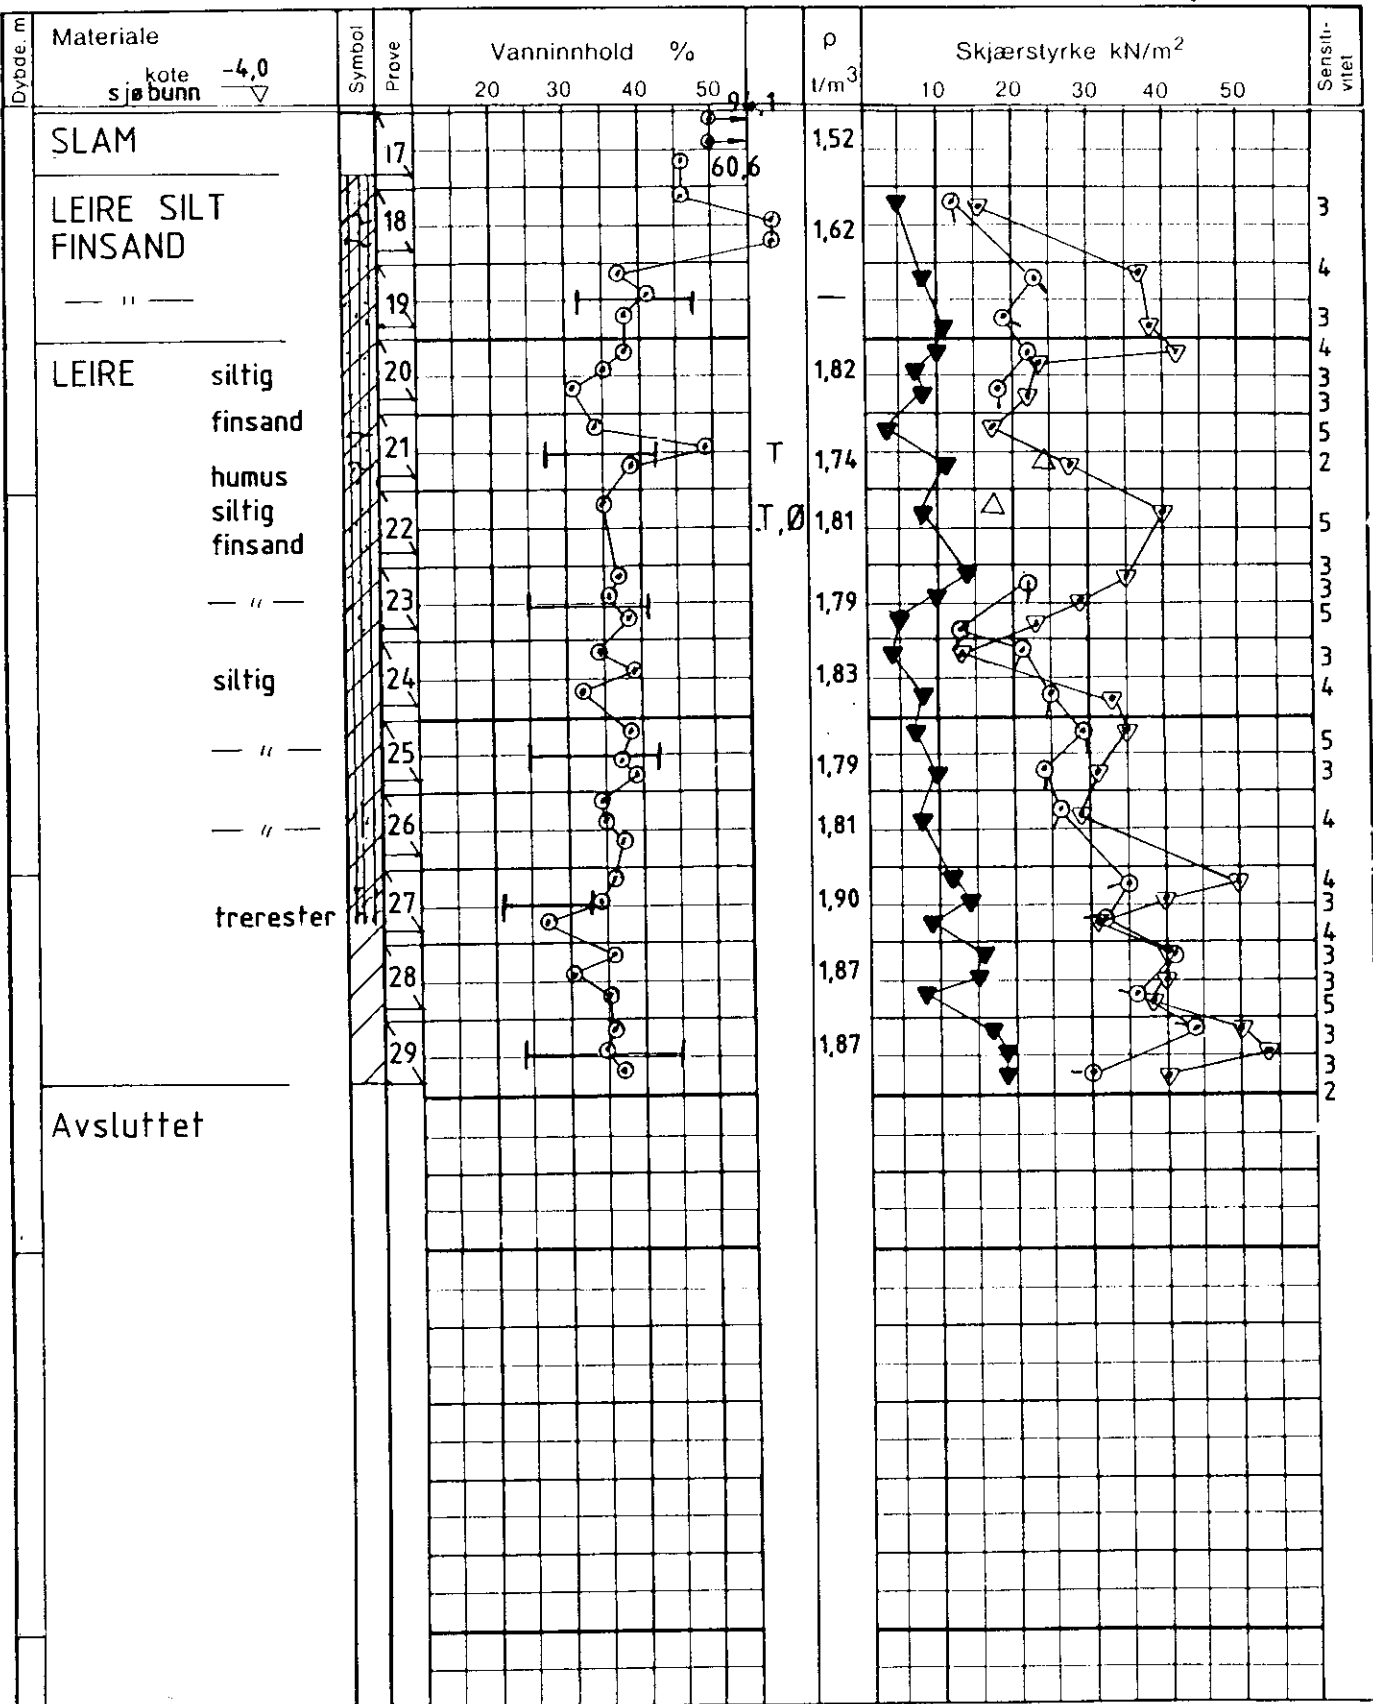 Dybde, m
Materiale
kote -4,0
sjøbunn
Symbol
Prøve
Vanninnhold %
20 30 40 50
ρ
t/m³
Skjærstyrke kN/m²
10 20 30 40 50
Sensiti-
vitet
SLAM
17
60,6
1,52
LEIRE SILT
FINSAND
18
1,62
3
— " —
19
—
4
3
LEIRE siltig
20
1,82
4
3
3
finsand
21
T
1,74
5
2
humus
siltig
finsand
22
T,Ø
1,81
5
— " —
23
1,79
3
3
5
siltig
24
1,83
3
4
— " —
25
1,79
5
3
— " —
26
1,81
4
trerester
27
1,90
4
3
4
28
1,87
3
3
5
29
1,87
3
3
2
Avsluttet